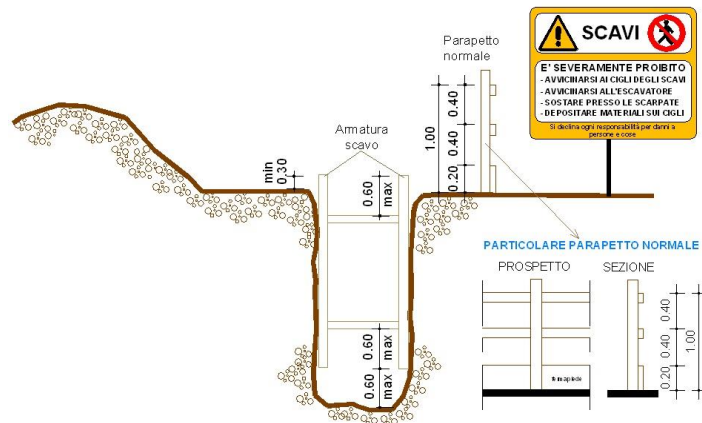 Parapetto
normale
SCAVI
E' SEVERAMENTE PROIBITO
- AVVICINARSI AI CIGLI DEGLI SCAVI
- AVVICINARSI ALL'ESCAVATORE
- SOSTARE PRESSO LE SCARPATE
- DEPOSITARE MATERIALI SUI CIGLI
Si declina ogni responsabilità per danni a
persone e cose
Armatura
scavo
min
0.30
0.60
max
1.00
0.40
0.40
0.20
0.60
max
0.60
max
PARTICOLARE PARAPETTO NORMALE
PROSPETTO
SEZIONE
fermapiede
0.40
0.40
0.20
1.00